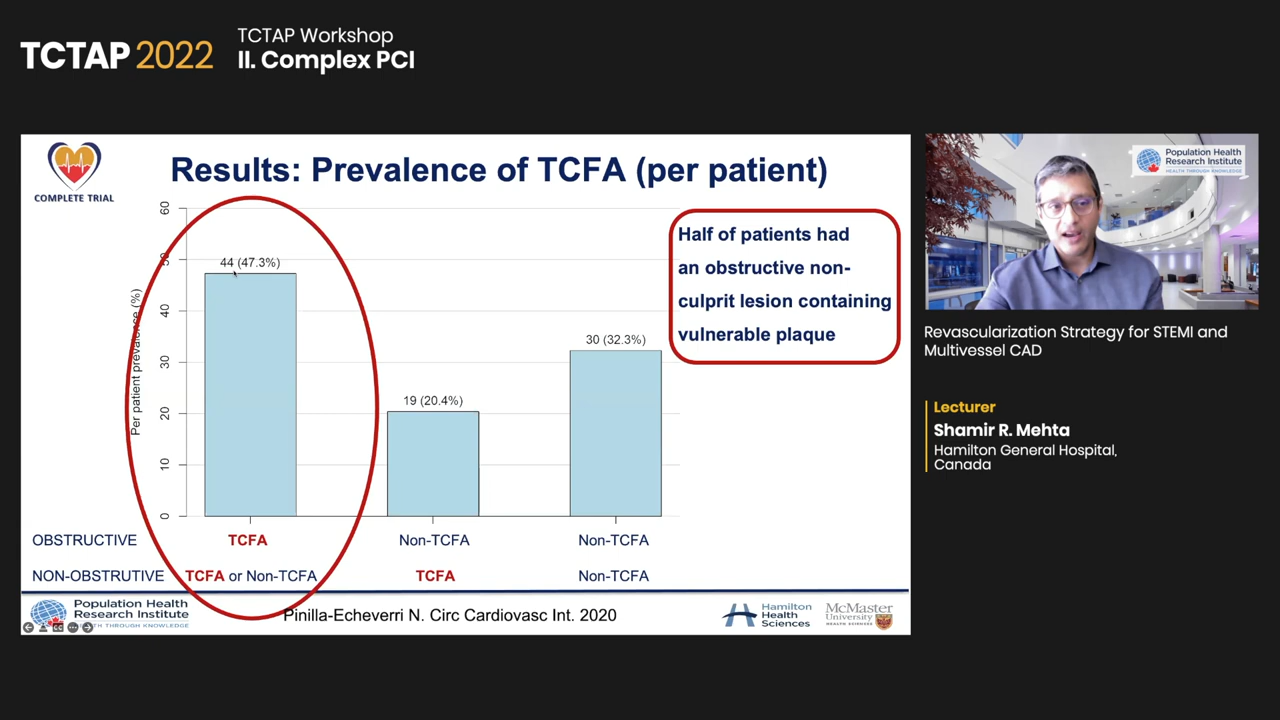 TCTAP 2022
TCTAP Workshop
II. Complex PCI
COMPLETE TRIAL
Results: Prevalence of TCFA (per patient)
Per patient prevalence (%)
60
50
40
30
20
10
0
44 (47.3%)
19 (20.4%)
30 (32.3%)
Half of patients had
an obstructive non-
culprit lesion containing
vulnerable plaque
OBSTRUCTIVE TCFA Non-TCFA Non-TCFA
NON-OBSTRUTIVE TCFA or Non-TCFA TCFA Non-TCFA
Population Health
Research Institute
HEALTH THROUGH KNOWLEDGE
Pinilla-Echeverri N. Circ Cardiovasc Int. 2020
Hamilton
Health
Sciences
McMaster
University
HEALTH SCIENCES
Population Health
Research Institute
HEALTH THROUGH KNOWLEDGE
Revascularization Strategy for STEMI and
Multivessel CAD
Lecturer
Shamir R. Mehta
Hamilton General Hospital,
Canada